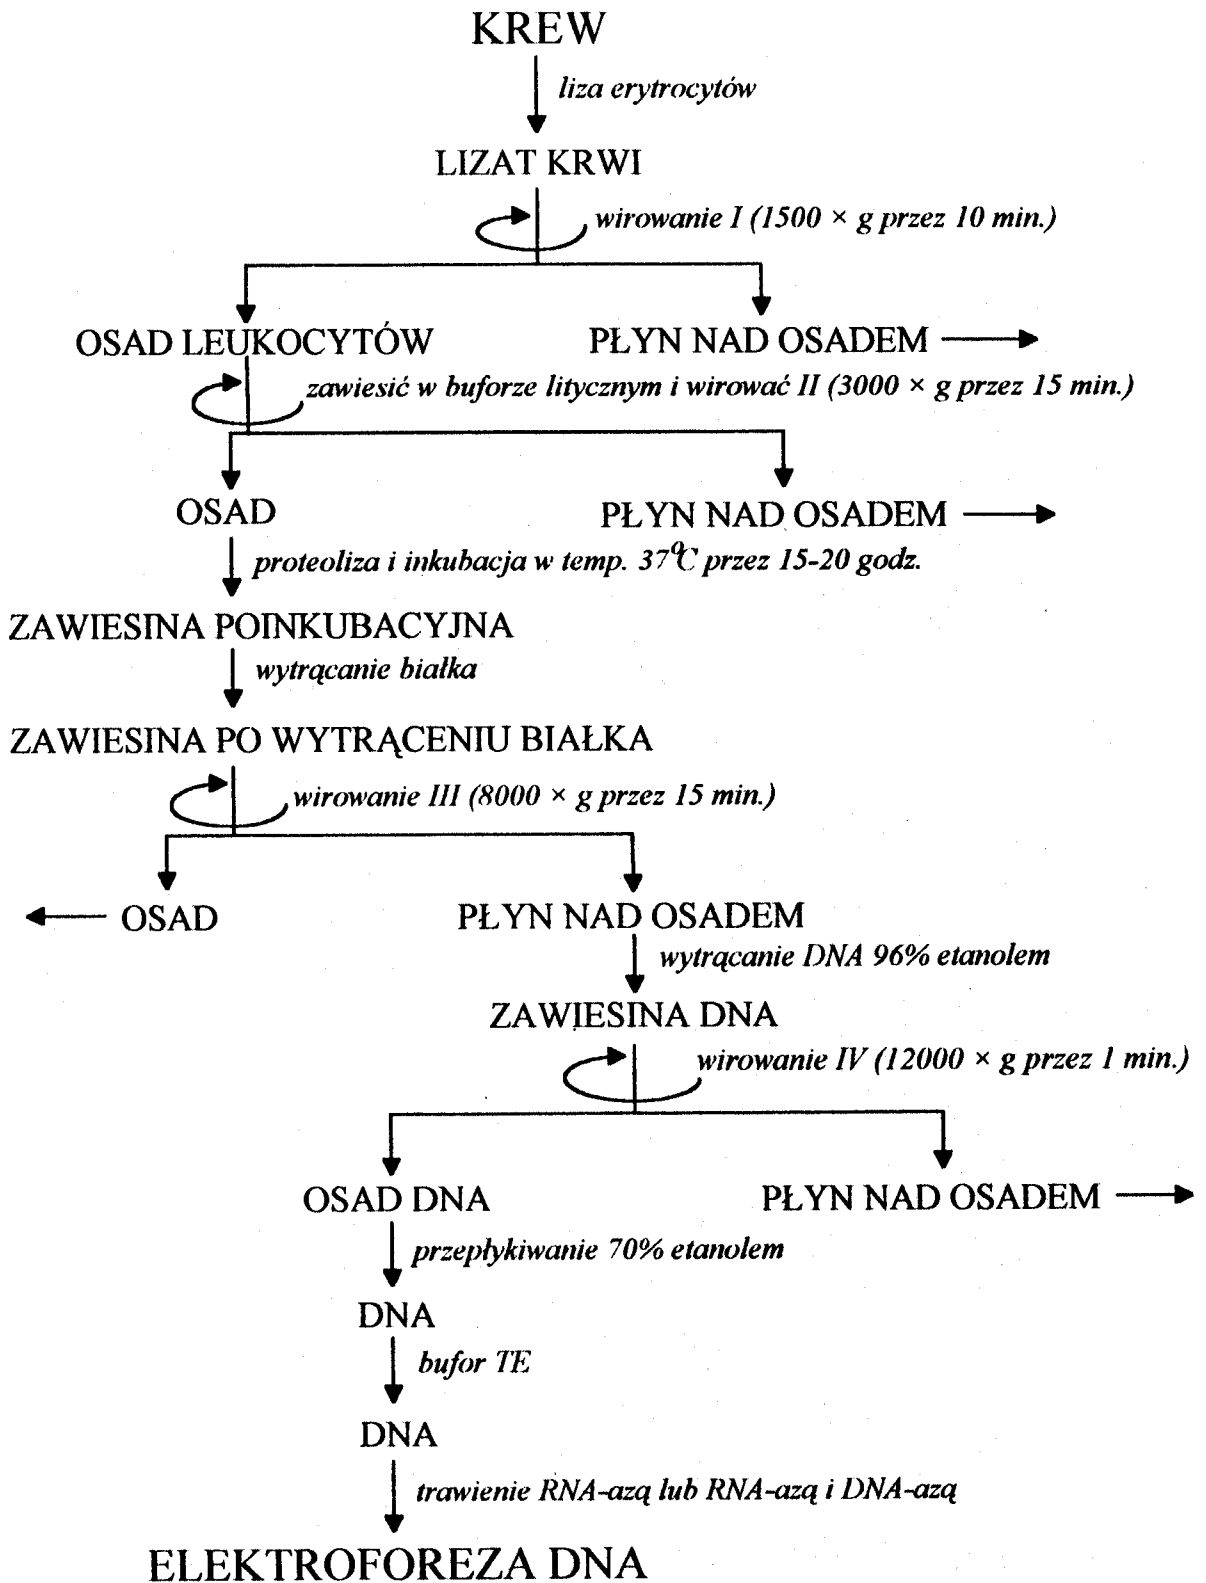 KREW
liza erytrocytów
LIZAT KRWI
wirowanie I (1500 × g przez 10 min.)
OSAD LEUKOCYTÓW
PŁYN NAD OSADEM
zawiesić w buforze litycznym i wirować II (3000 × g przez 15 min.)
OSAD
PŁYN NAD OSADEM
proteoliza i inkubacja w temp. 37°C przez 15-20 godz.
ZAWIESINA POINKUBACYJNA
wytrącanie białka
ZAWIESINA PO WYTRĄCENIU BIAŁKA
wirowanie III (8000 × g przez 15 min.)
OSAD
PŁYN NAD OSADEM
wytrącanie DNA 96% etanolem
ZAWIESINA DNA
wirowanie IV (12000 × g przez 1 min.)
OSAD DNA
PŁYN NAD OSADEM
przepłykiwanie 70% etanolem
DNA
bufor TE
DNA
trawienie RNA-azą lub RNA-azą i DNA-azą
ELEKTROFOREZA DNA